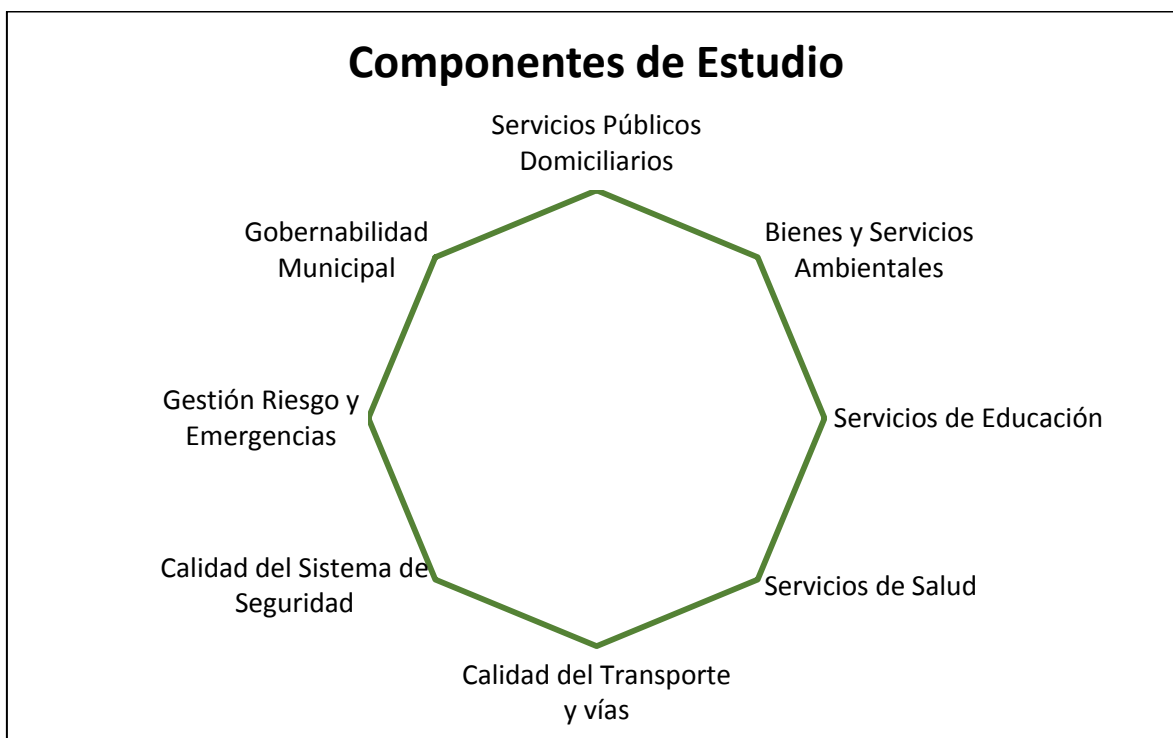 Componentes de Estudio
Servicios Públicos
Domiciliarios
Bienes y Servicios
Ambientales
Servicios de Educación
Servicios de Salud
Calidad del Transporte
y vías
Calidad del Sistema de
Seguridad
Gestión Riesgo y
Emergencias
Gobernabilidad
Municipal